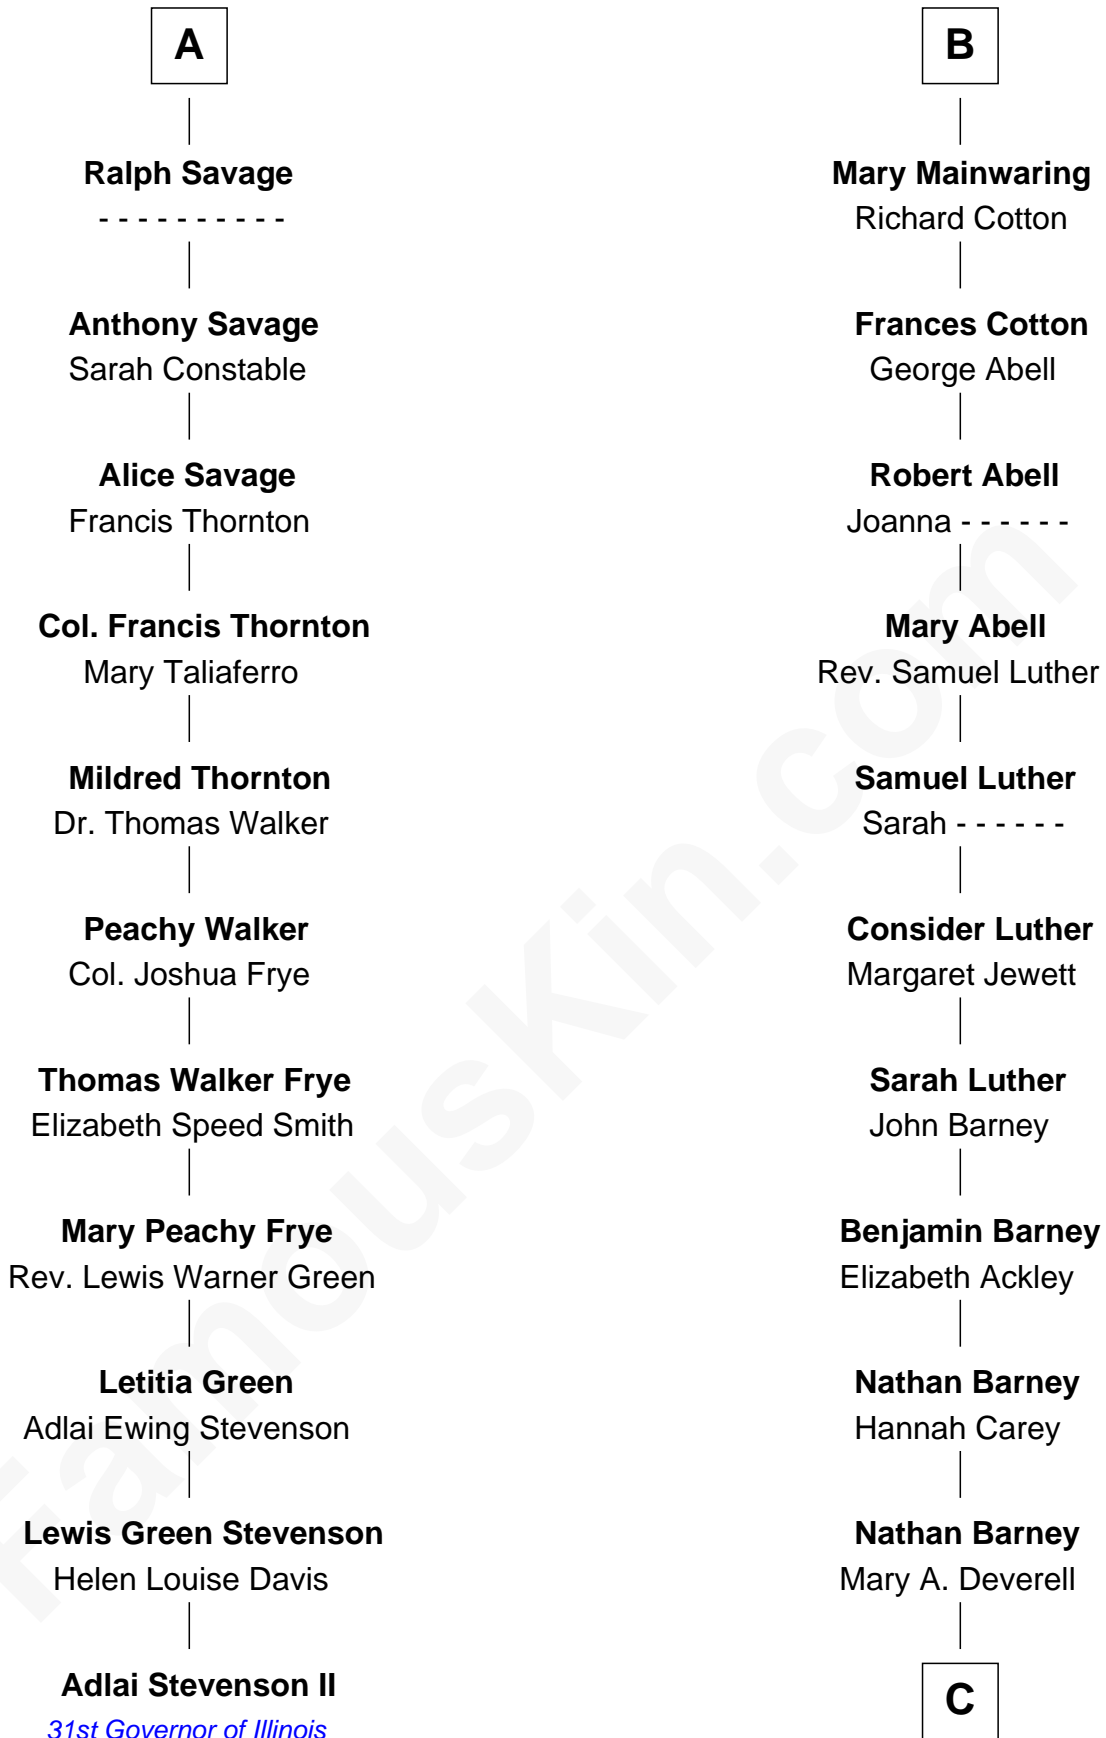 A
Ralph Savage
- - - - - - - - - -
Anthony Savage
Sarah Constable
Alice Savage
Francis Thornton
Col. Francis Thornton
Mary Taliaferro
Mildred Thornton
Dr. Thomas Walker
Peachy Walker
Col. Joshua Frye
Thomas Walker Frye
Elizabeth Speed Smith
Mary Peachy Frye
Rev. Lewis Warner Green
Letitia Green
Adlai Ewing Stevenson
Lewis Green Stevenson
Helen Louise Davis
Adlai Stevenson II
31st Governor of Illinois
B
Mary Mainwaring
Richard Cotton
Frances Cotton
George Abell
Robert Abell
Joanna - - - - - -
Mary Abell
Rev. Samuel Luther
Samuel Luther
Sarah - - - - - -
Consider Luther
Margaret Jewett
Sarah Luther
John Barney
Benjamin Barney
Elizabeth Ackley
Nathan Barney
Hannah Carey
Nathan Barney
Mary A. Deverell
C
FamousKin.com